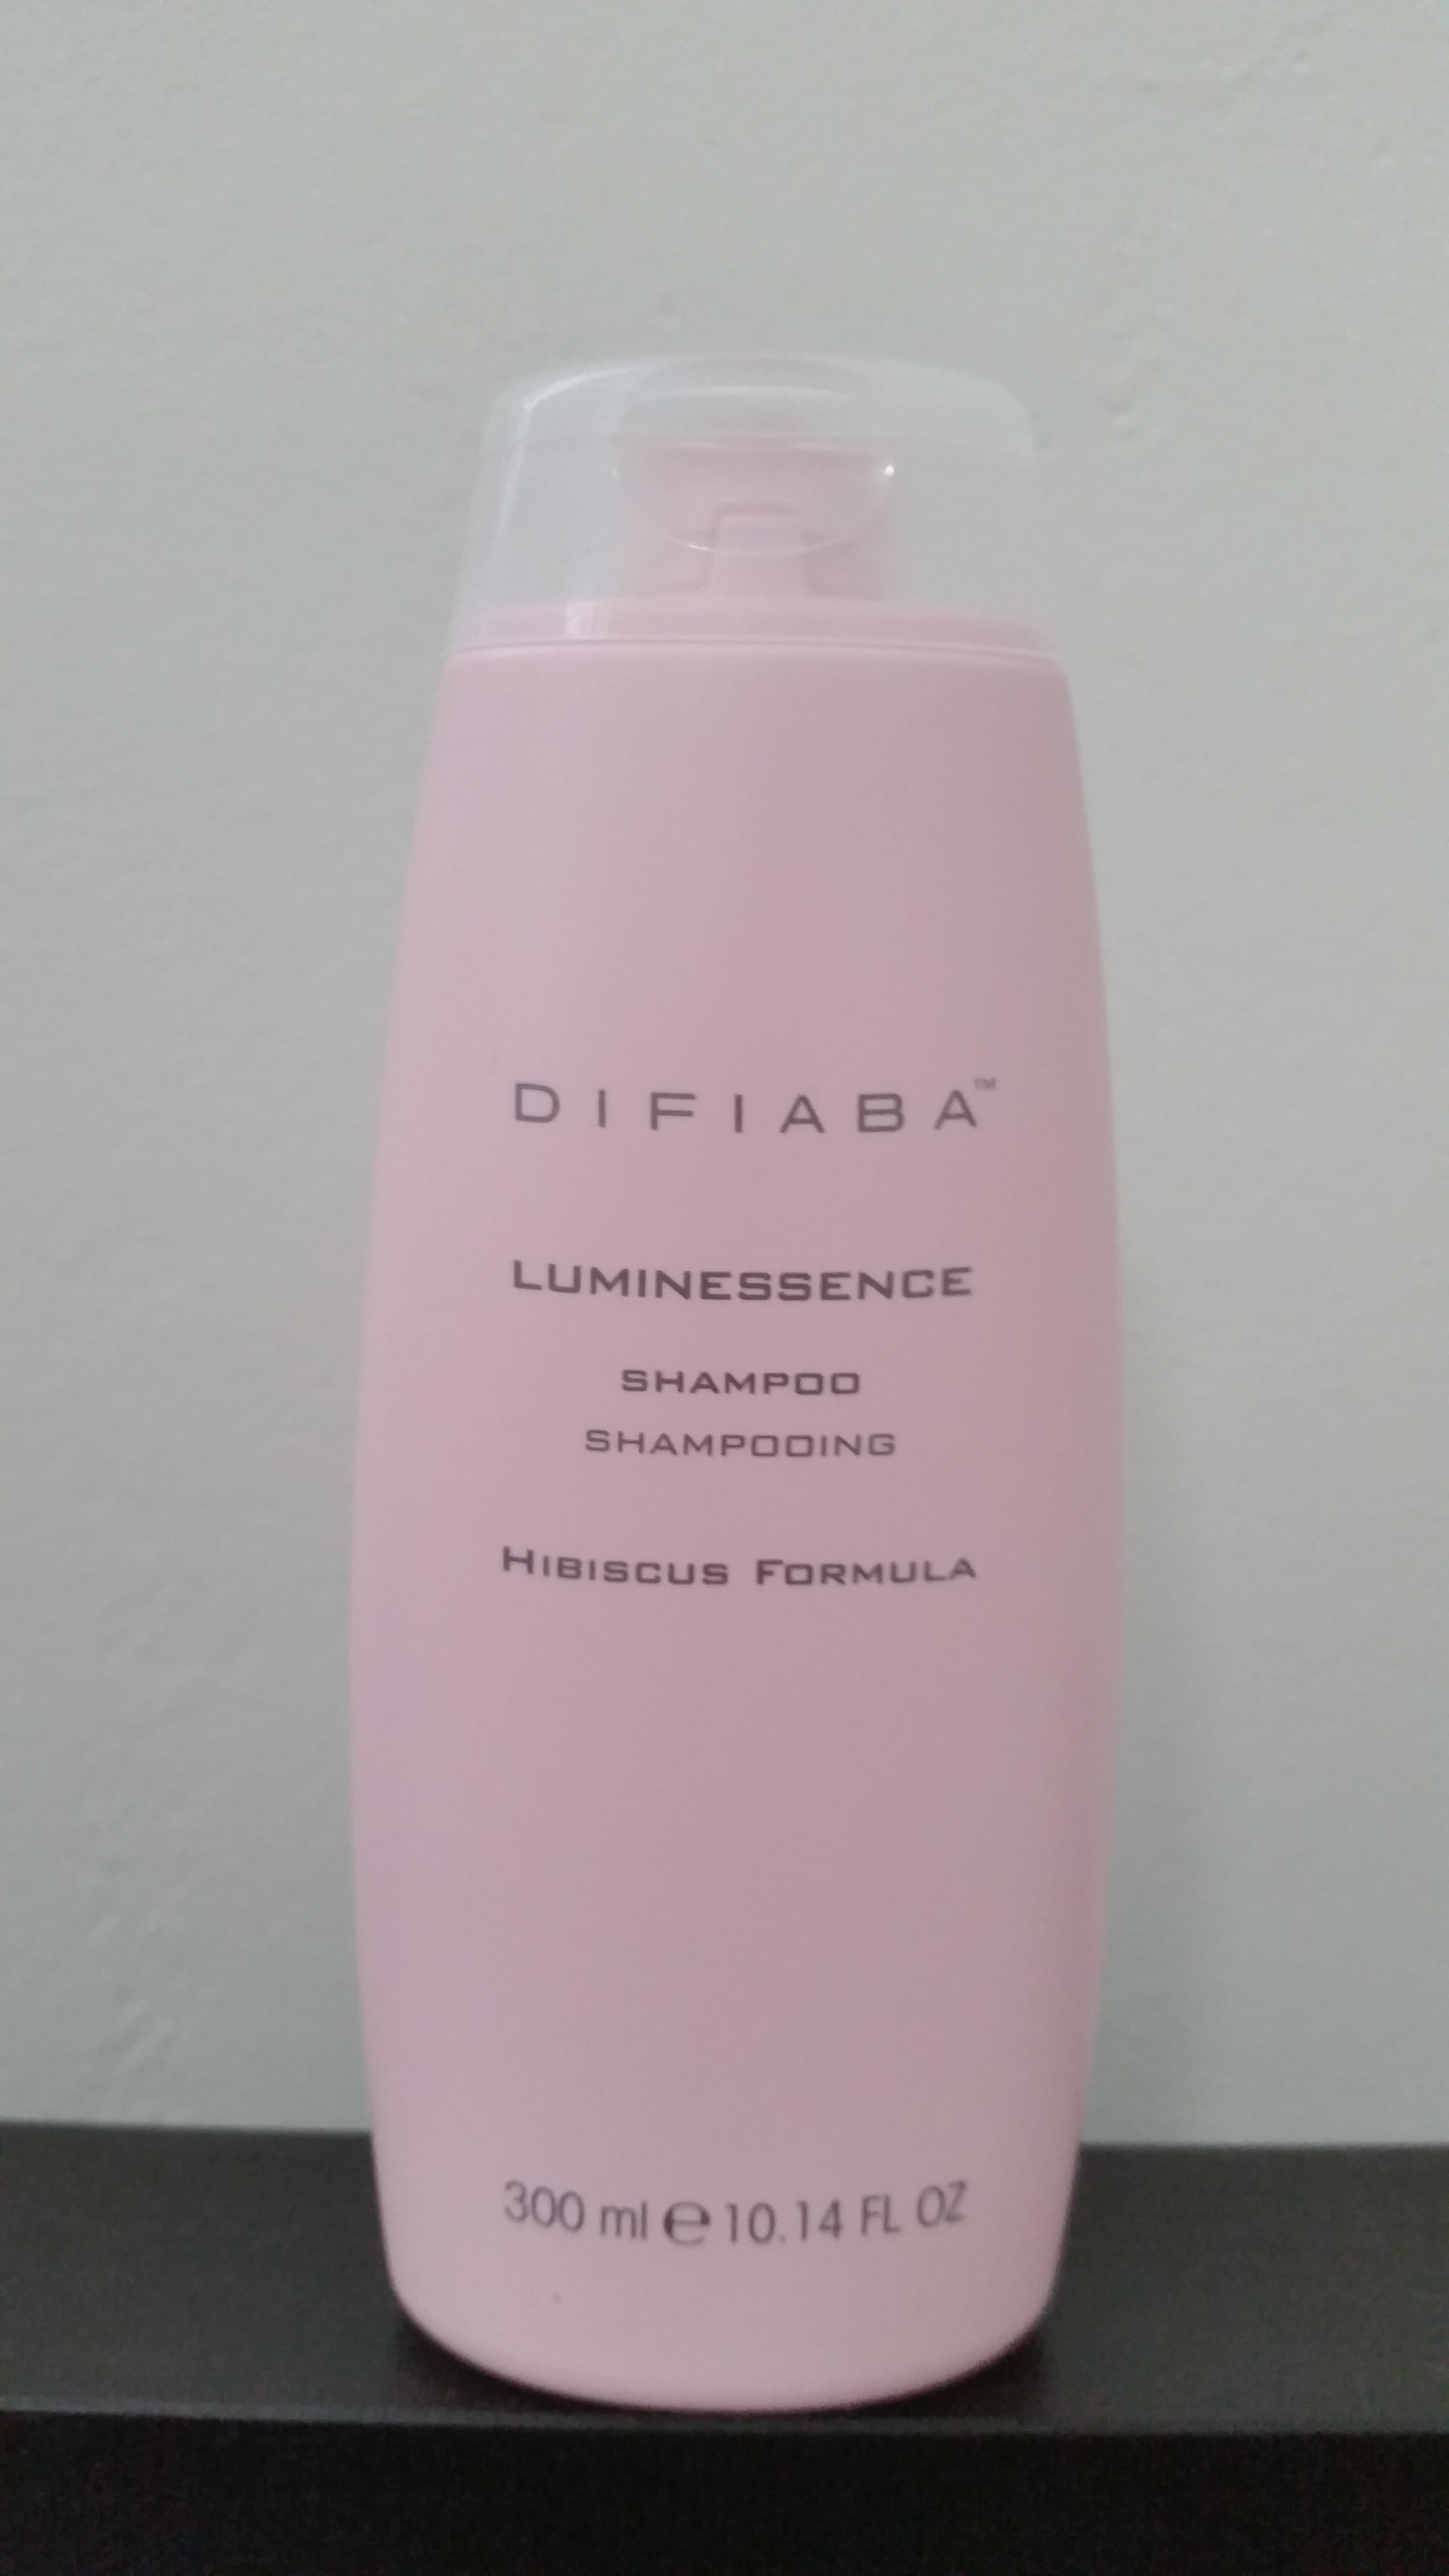 DIFIABA™
LUMINESSENCE
SHAMPOO
SHAMPOOING
HIBISCUS FORMULA
300 ml ℮ 10.14 FL OZ